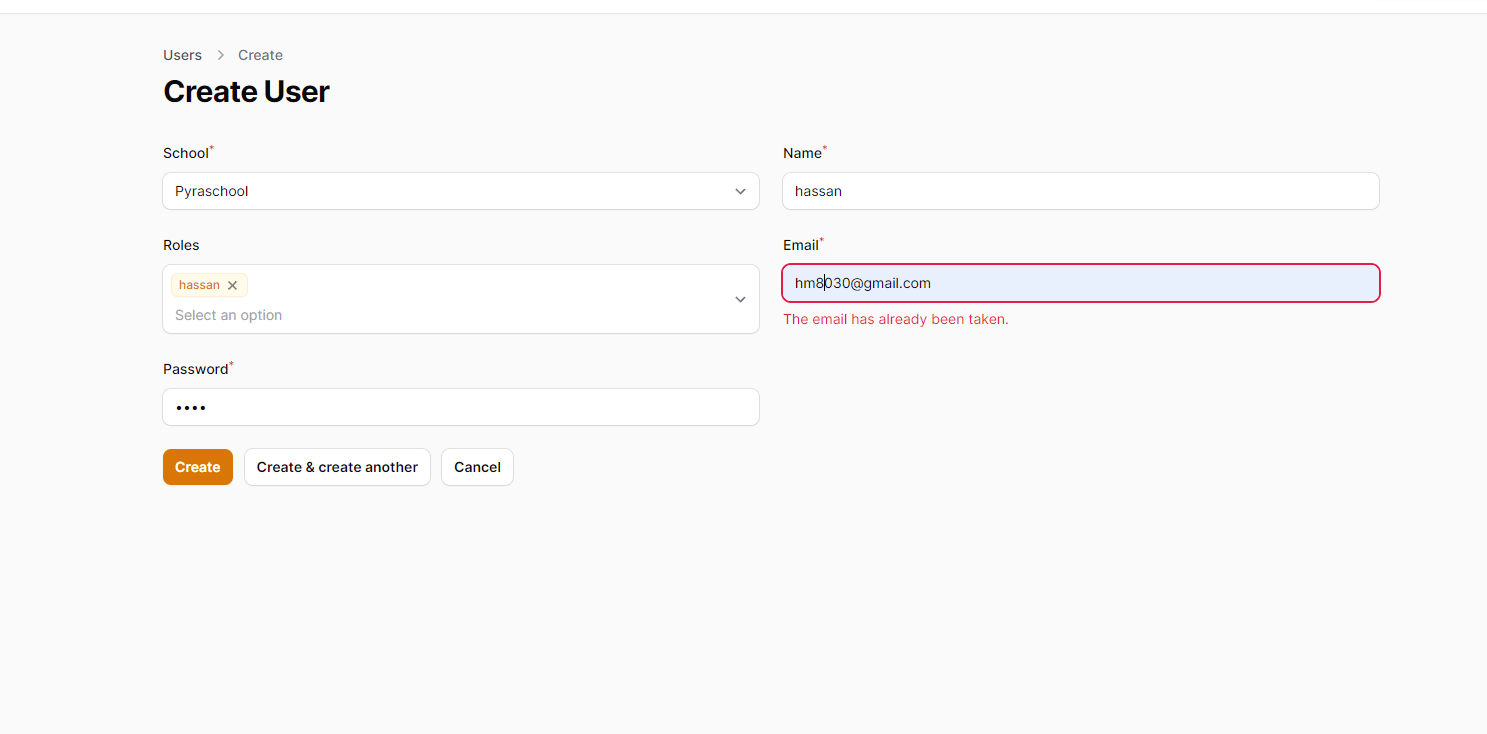 Users > Create
Create User
School*
Pyraschool
Name*
hassan
Roles
hassan ✕
Select an option
Email*
hm8030@gmail.com
The email has already been taken.
Password*
••••
Create
Create & create another
Cancel